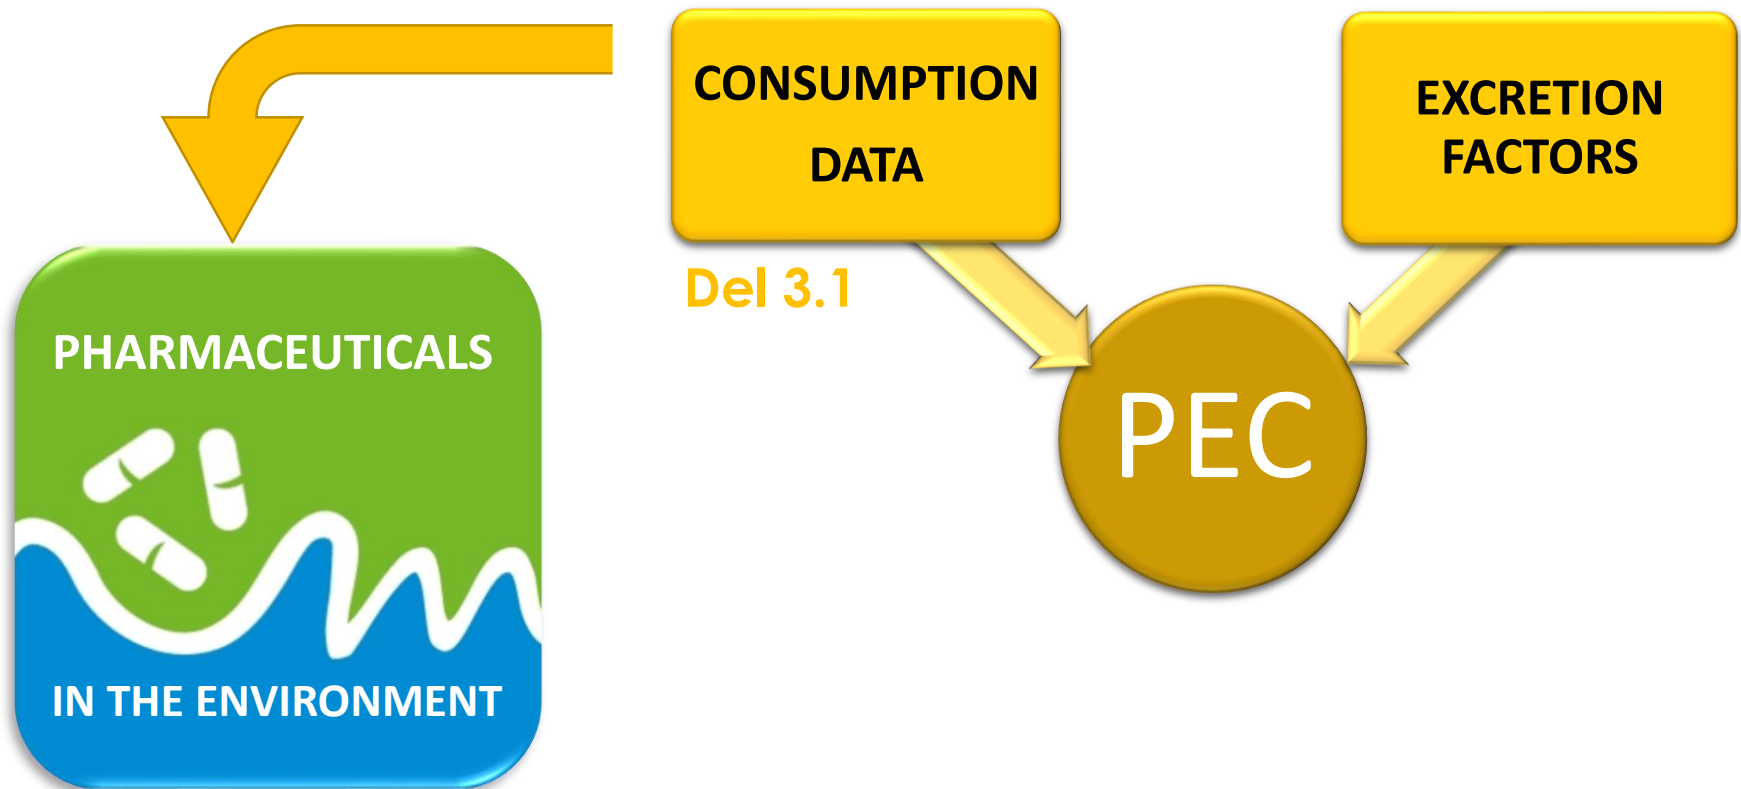 CONSUMPTION
DATA
EXCRETION
FACTORS
Del 3.1
PEC
PHARMACEUTICALS
IN THE ENVIRONMENT